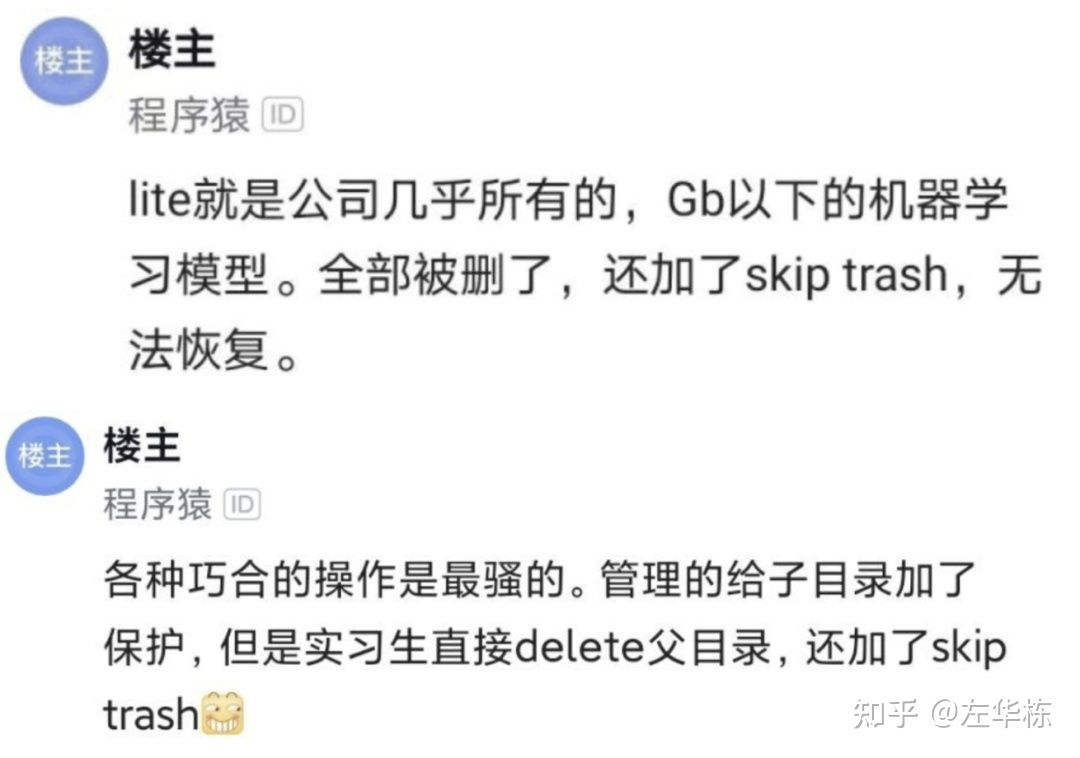 楼主
楼主
程序猿 ID
lite就是公司几乎所有的，Gb以下的机器学
习模型。全部被删了，还加了skip trash，无
法恢复。
楼主
楼主
程序猿 ID
各种巧合的操作是最骚的。管理的给子目录加了
保护，但是实习生直接delete父目录，还加了skip
trash
知乎 @左华栋